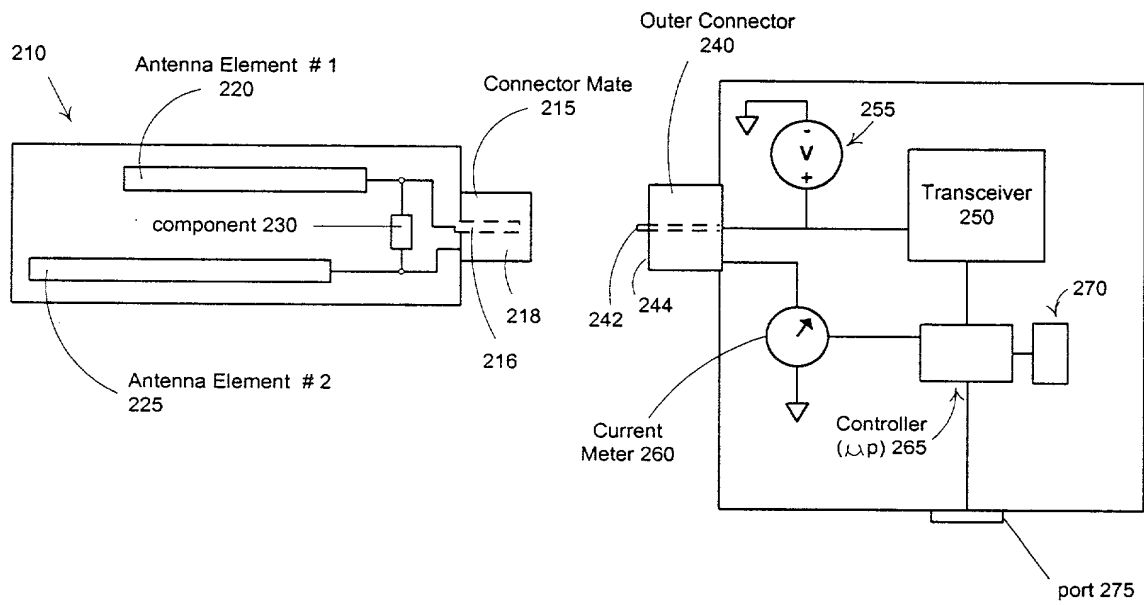 210
Antenna Element # 1
220
Connector Mate
215
component 230
218
216
Antenna Element # 2
225
Outer Connector
240
255
-
V
+
Transceiver
250
242
244
270
Current
Meter 260
Controller
(μp) 265
port 275